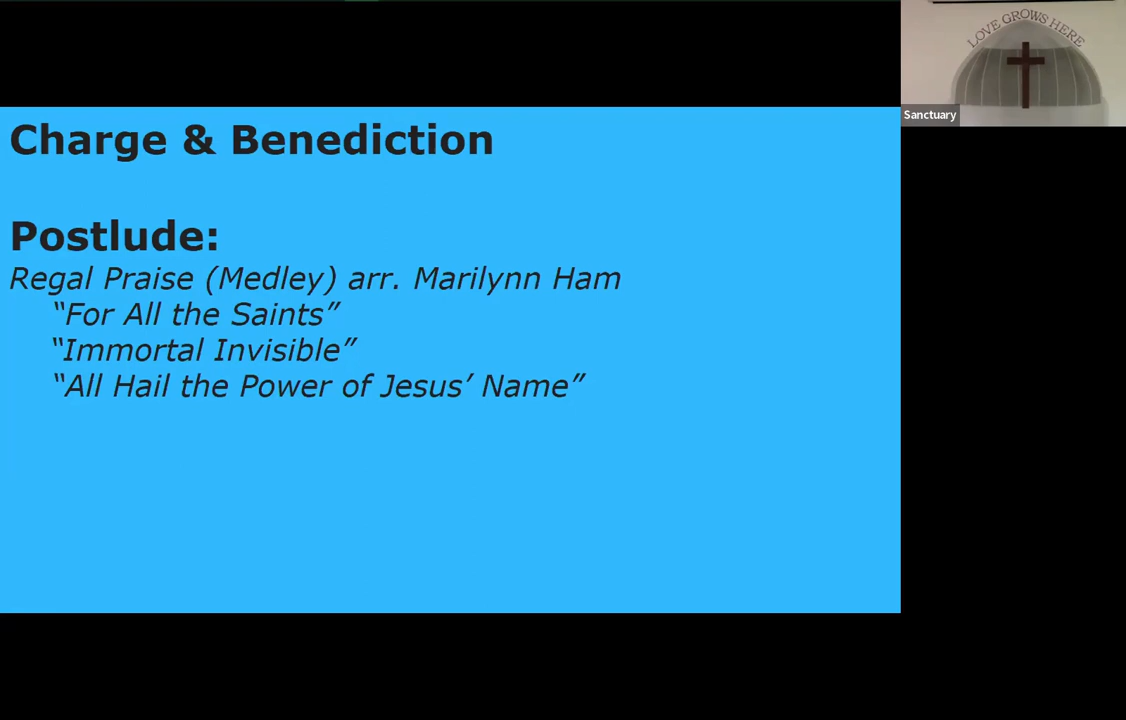 Charge & Benediction
Postlude:
Regal Praise (Medley) arr. Marilynn Ham
“For All the Saints”
“Immortal Invisible”
“All Hail the Power of Jesus’ Name”
LOVE GROWS HERE
Sanctuary